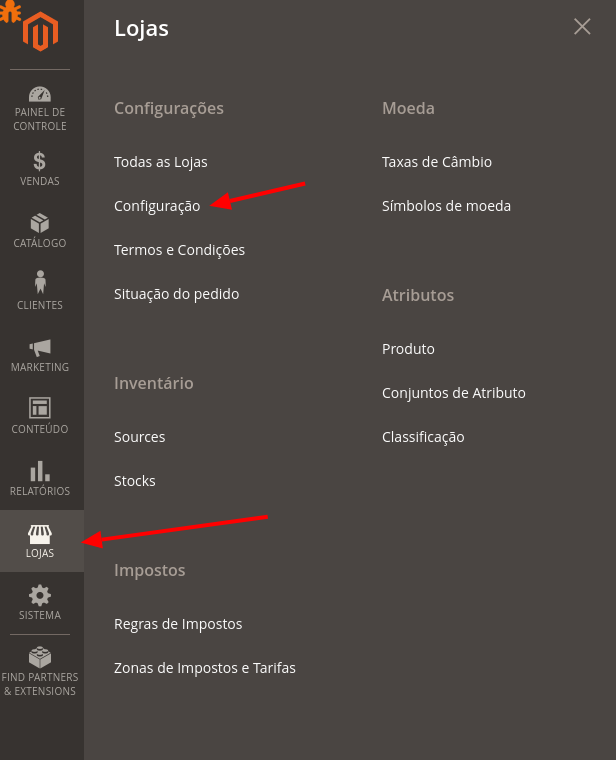 PAINEL DE
CONTROLE
VENDAS
CATÁLOGO
CLIENTES
MARKETING
CONTEÚDO
RELATÓRIOS
LOJAS
SISTEMA
FIND PARTNERS
& EXTENSIONS
Lojas
Configurações
Todas as Lojas
Configuração
Termos e Condições
Situação do pedido
Inventário
Sources
Stocks
Impostos
Regras de Impostos
Zonas de Impostos e Tarifas
Moeda
Taxas de Câmbio
Símbolos de moeda
Atributos
Produto
Conjuntos de Atributo
Classificação